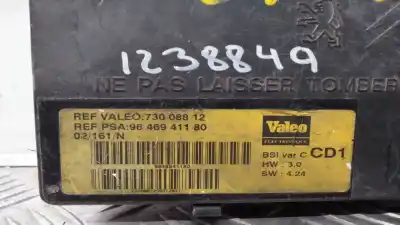 1238849
NE PAS LAISSER TOMBER
REF VALEO:730 088 12
REF PSA:96 469 411 80
02/161/N
Valeo
BSI var C CD1
HW : 3.0
SW : 4.24